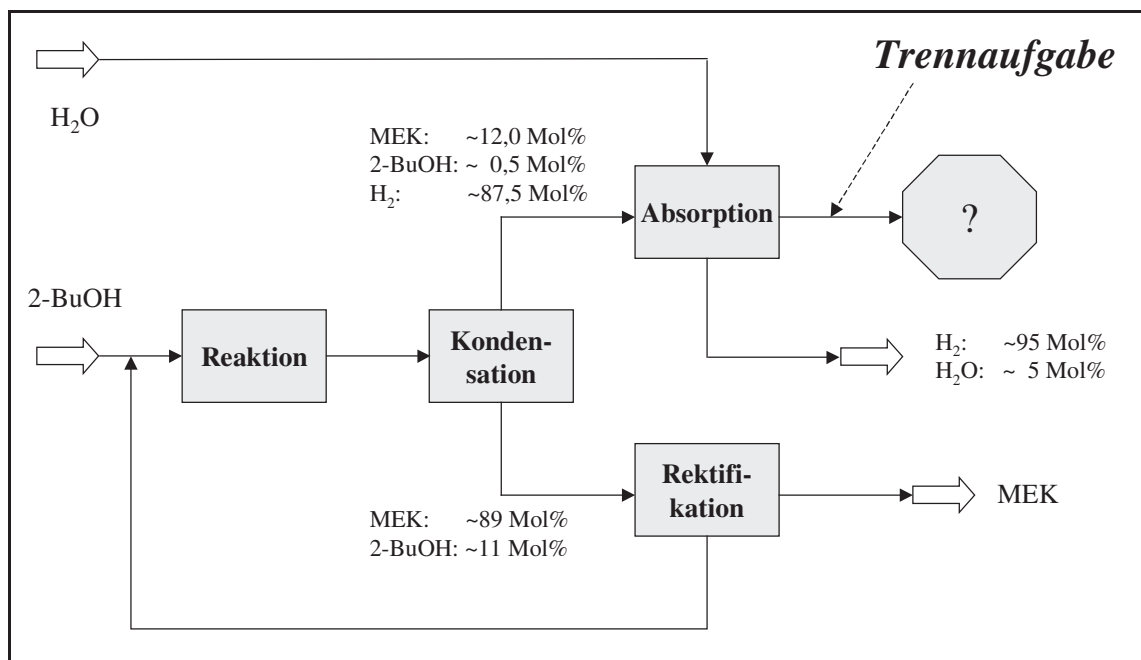 Trennaufgabe
H2O
MEK: ~12,0 Mol%
2-BuOH: ~ 0,5 Mol%
H2: ~87,5 Mol%
Absorption
?
2-BuOH
Reaktion
Konden-
sation
H2: ~95 Mol%
H2O: ~ 5 Mol%
Rektifi-
kation
MEK
MEK: ~89 Mol%
2-BuOH: ~11 Mol%